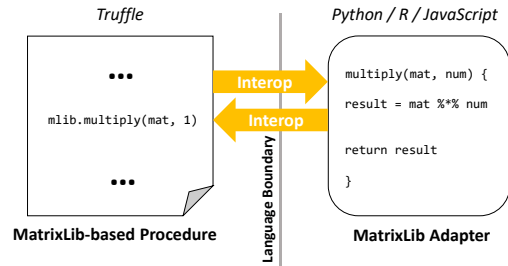 Truffle
Python / R / JavaScript
...
mlib.multiply(mat, 1)
...
Interop
Interop
multiply(mat, num) {
result = mat %*% num
return result
}
Language Boundary
MatrixLib-based Procedure
MatrixLib Adapter